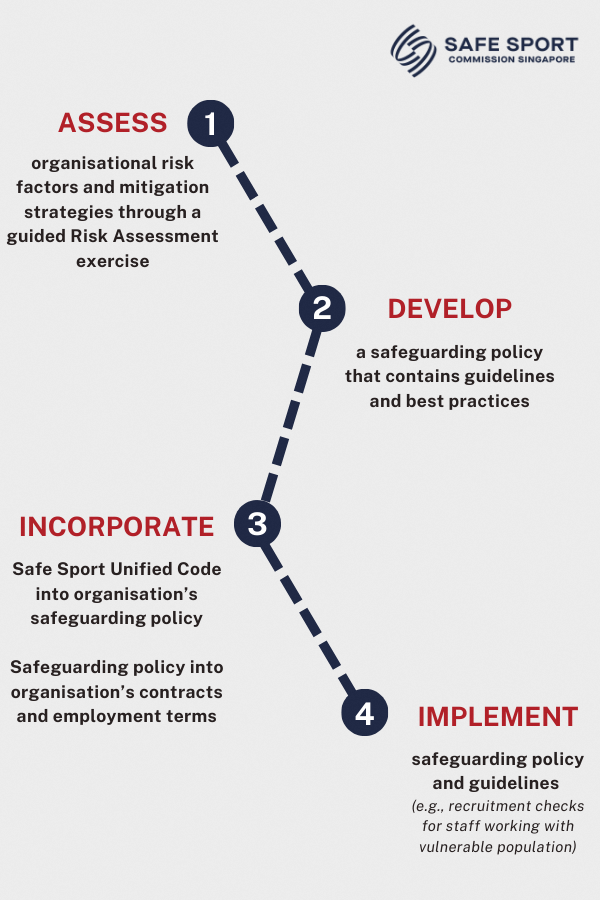 SAFE SPORT
COMMISSION SINGAPORE
ASSESS
1
organisational risk
factors and mitigation
strategies through a
guided Risk Assessment
exercise
2
DEVELOP
a safeguarding policy
that contains guidelines
and best practices
INCORPORATE
3
Safe Sport Unified Code
into organisation's
safeguarding policy
Safeguarding policy into
organisation's contracts
and employment terms
4
IMPLEMENT
safeguarding policy
and guidelines
(e.g., recruitment checks
for staff working with
vulnerable population)